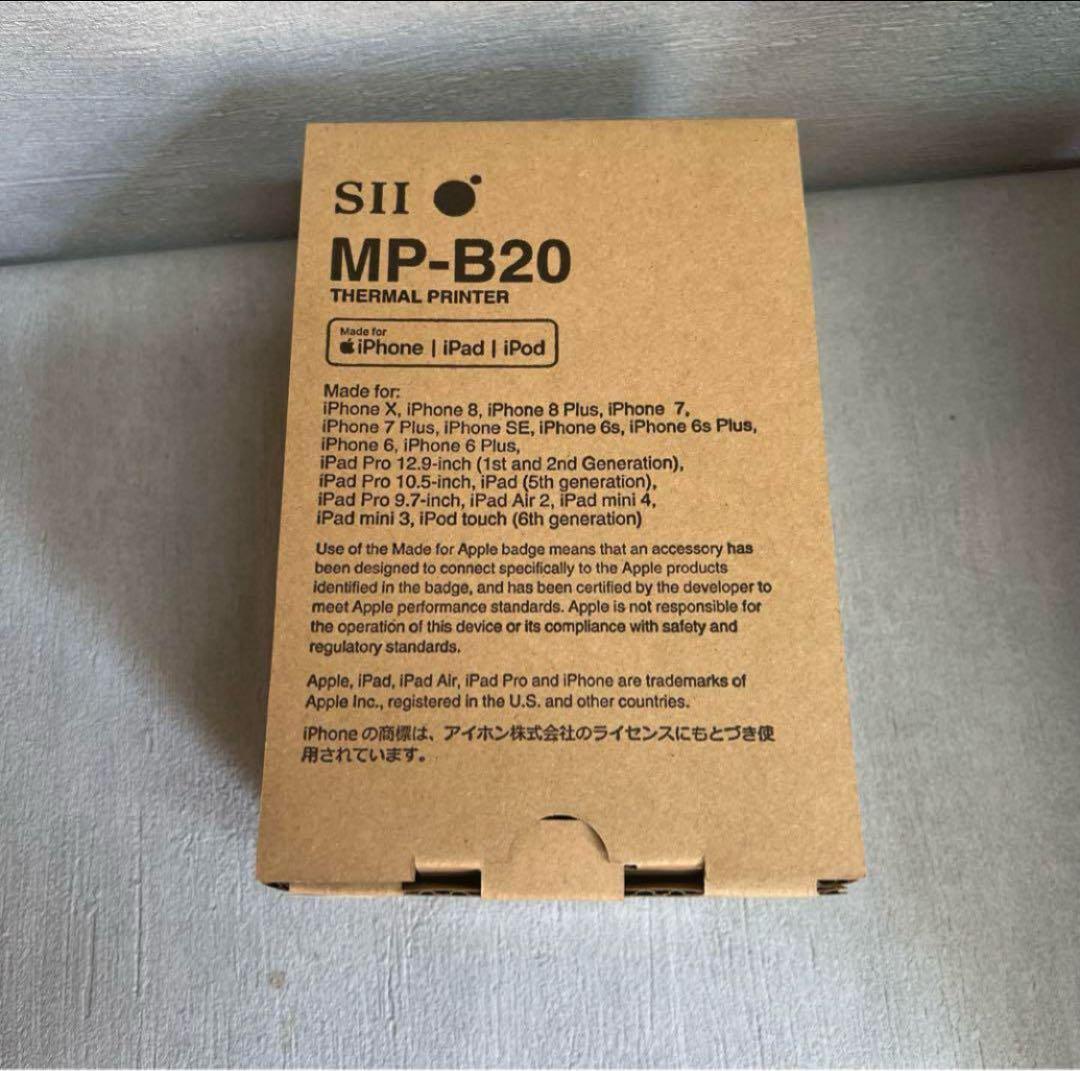 SII
MP-B20
THERMAL PRINTER
Made for
iPhone | iPad | iPod
Made for:
iPhone X, iPhone 8, iPhone 8 Plus, iPhone 7,
iPhone 7 Plus, iPhone SE, iPhone 6s, iPhone 6s Plus,
iPhone 6, iPhone 6 Plus,
iPad Pro 12.9-inch (1st and 2nd Generation),
iPad Pro 10.5-inch, iPad (5th generation),
iPad Pro 9.7-inch, iPad Air 2, iPad mini 4,
iPad mini 3, iPod touch (6th generation)
Use of the Made for Apple badge means that an accessory has
been designed to connect specifically to the Apple products
identified in the badge, and has been certified by the developer to
meet Apple performance standards. Apple is not responsible for
the operation of this device or its compliance with safety and
regulatory standards.
Apple, iPad, iPad Air, iPad Pro and iPhone are trademarks of
Apple Inc., registered in the U.S. and other countries.
iPhone の商標は、アイホン株式会社のライセンスにもとづき使
用されています。